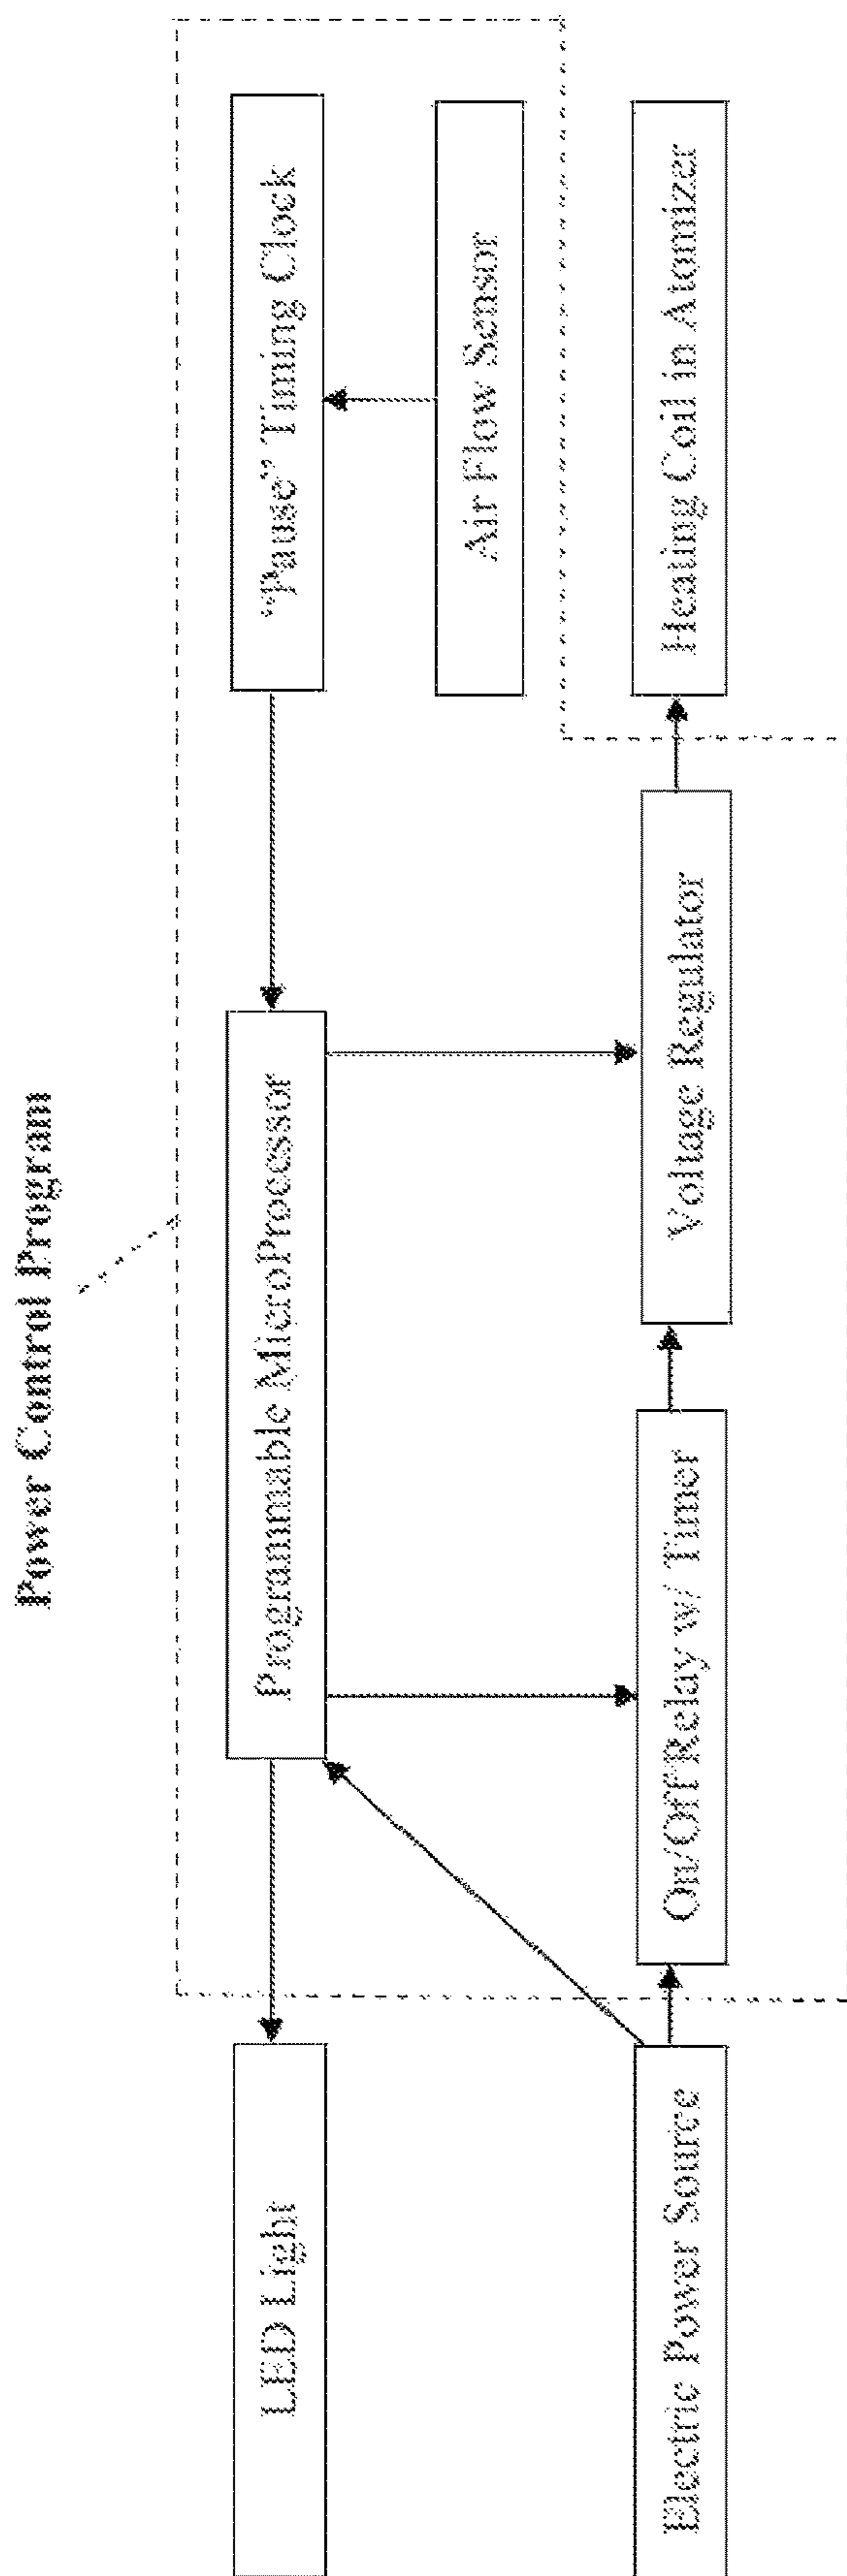 Power Control Program
LED Light
Programmable MicroProcessor
"Pause" Timing Clock
Air Flow Sensor
Electric Power Source
On/Off Relay w/ Timer
Voltage Regulator
Heating Coil in Atomizer